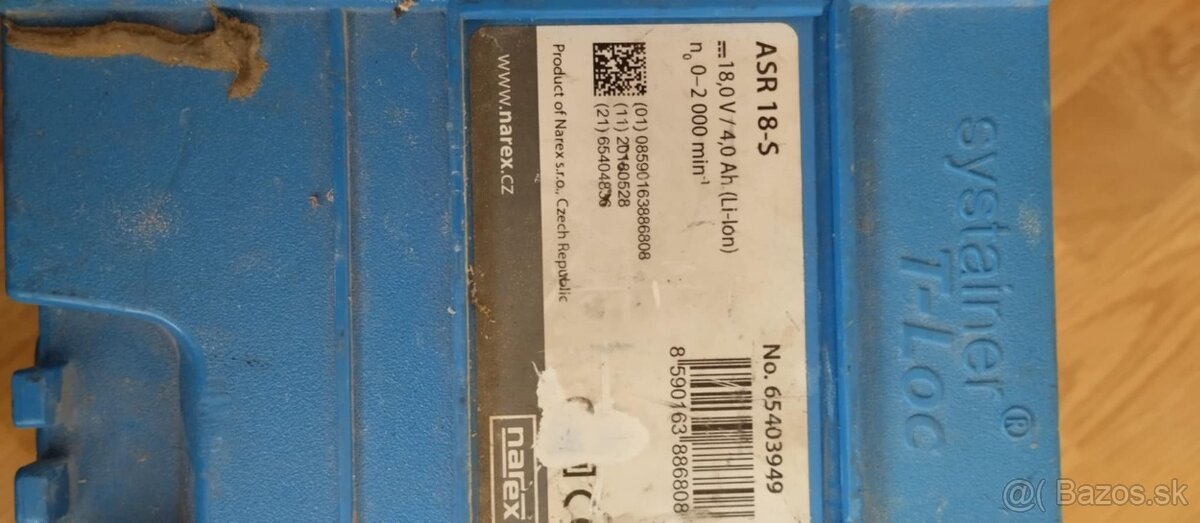 ASR 18-S
18,0 V / 4,0 Ah (Li-Ion)
n0 0–2 000 min-1
(01) 08590163886808
(11) 20160528
(21) 65404836
Product of Narex s.r.o., Czech Republic
www.narex.cz
No. 65403949
8 590163 886808
narex
systainer®
T-Loc
Bazos.sk